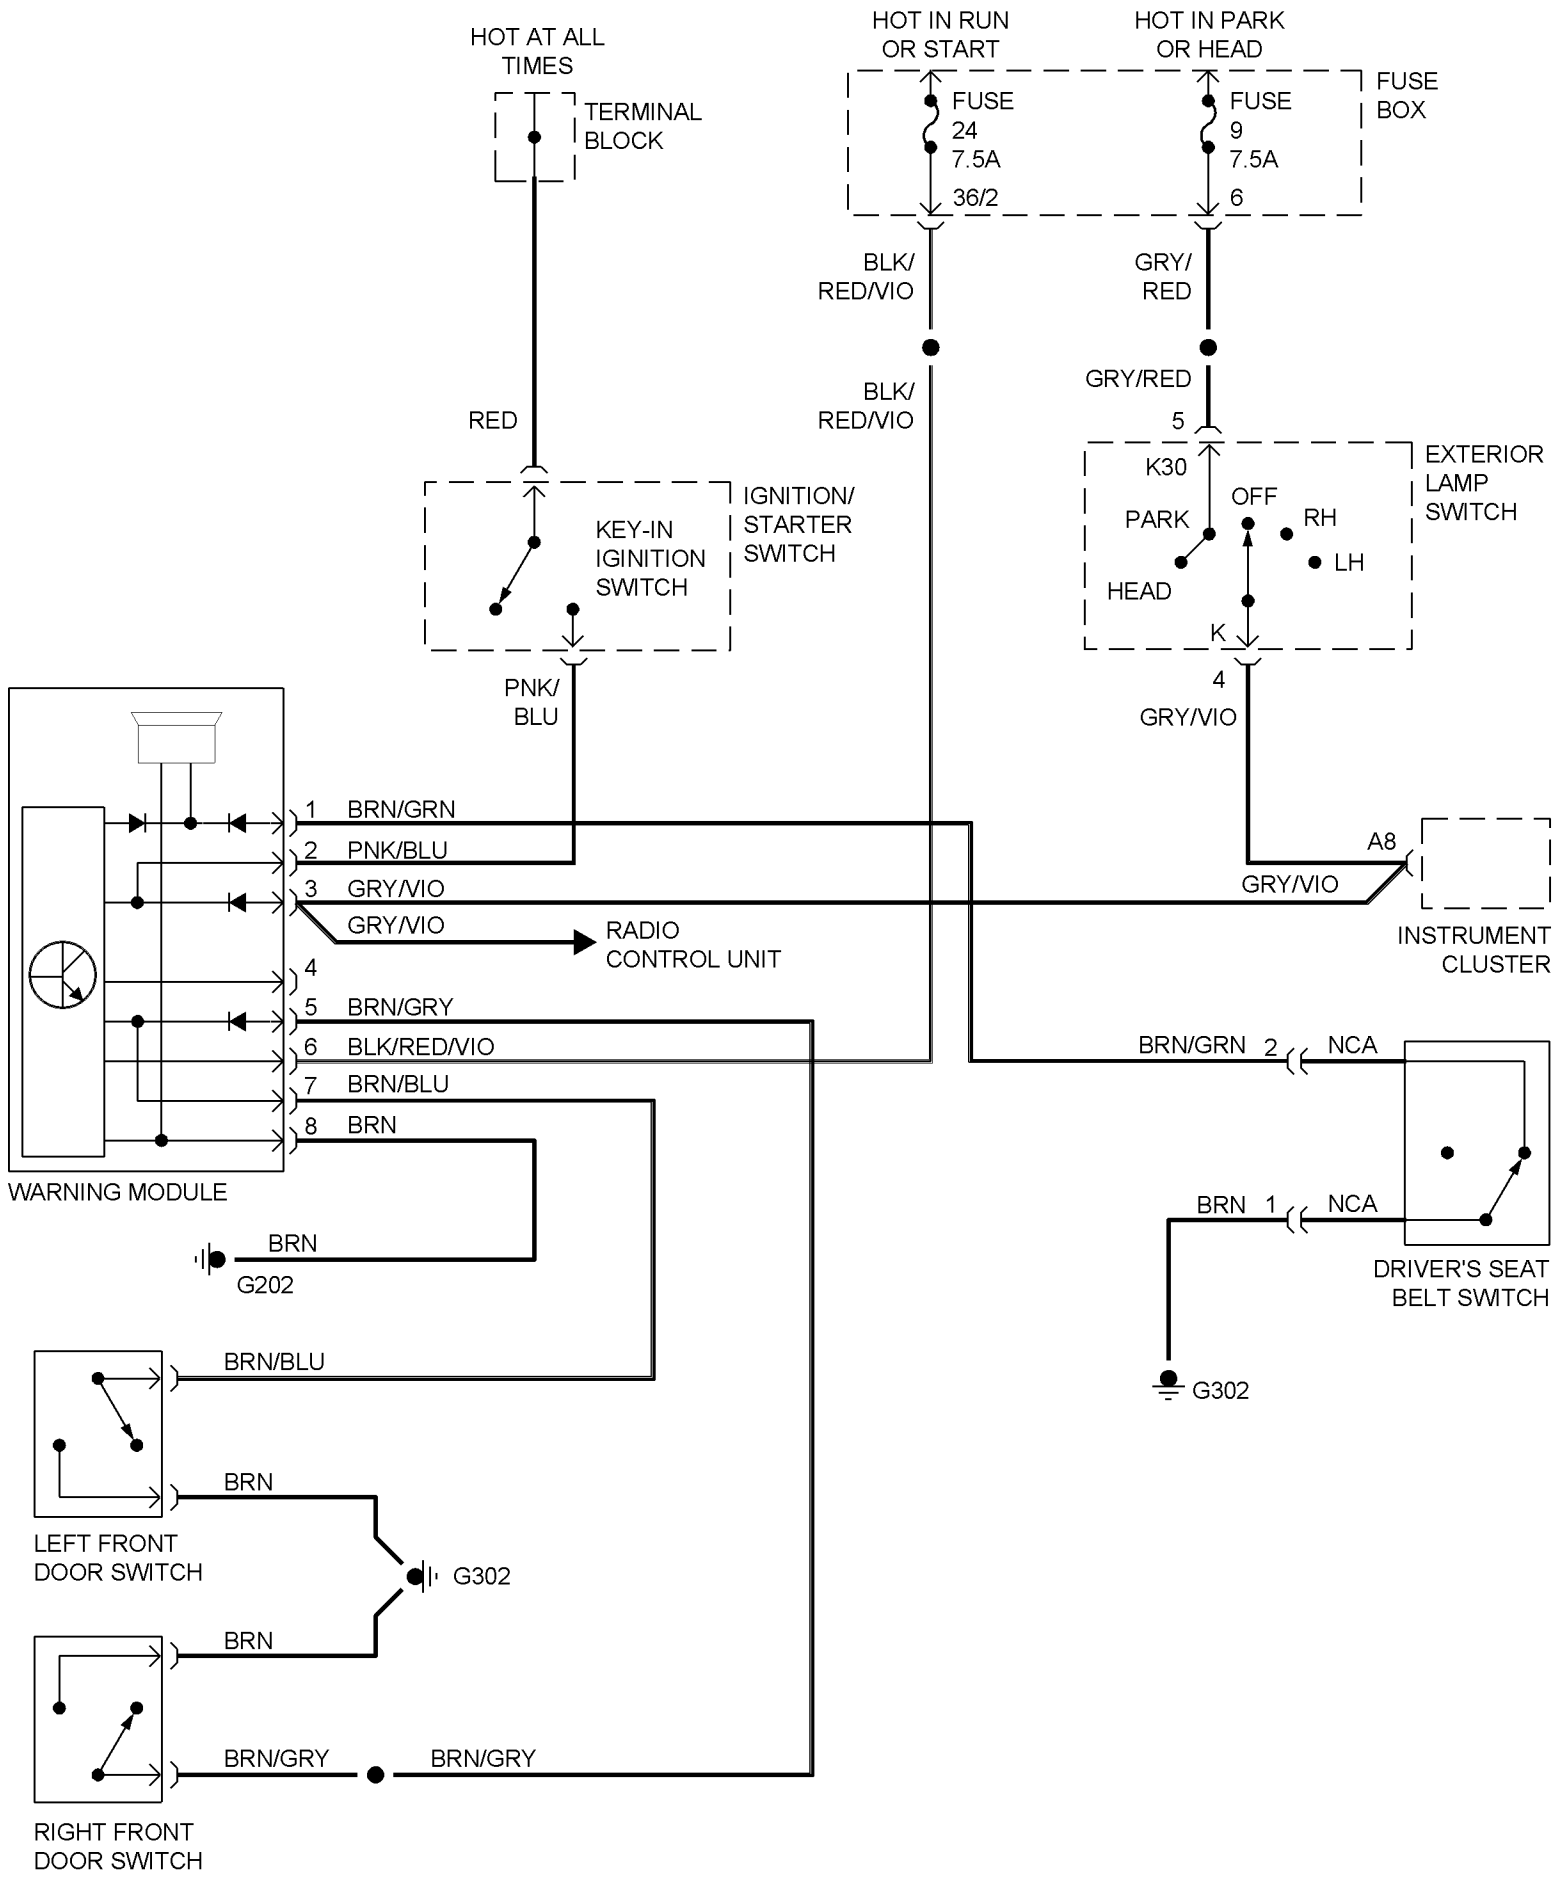 HOT AT ALL
TIMES
TERMINAL
BLOCK
HOT IN RUN
OR START
HOT IN PARK
OR HEAD
FUSE
BOX
FUSE
24
7.5A
36/2
FUSE
9
7.5A
6
BLK/
RED/VIO
GRY/
RED
BLK/
RED/VIO
GRY/RED
5
RED
K30
EXTERIOR
LAMP
SWITCH
OFF
PARK
RH
LH
HEAD
K
4
GRY/VIO
IGNITION/
STARTER
SWITCH
KEY-IN
IGINITION
SWITCH
PNK/
BLU
1 BRN/GRN
2 PNK/BLU
3 GRY/VIO
GRY/VIO
RADIO
CONTROL UNIT
4
5 BRN/GRY
6 BLK/RED/VIO
7 BRN/BLU
8 BRN
WARNING MODULE
A8
GRY/VIO
INSTRUMENT
CLUSTER
BRN/GRN 2 NCA
BRN 1 NCA
DRIVER'S SEAT
BELT SWITCH
G302
BRN
G202
BRN/BLU
BRN
LEFT FRONT
DOOR SWITCH
G302
BRN
BRN/GRY BRN/GRY
RIGHT FRONT
DOOR SWITCH